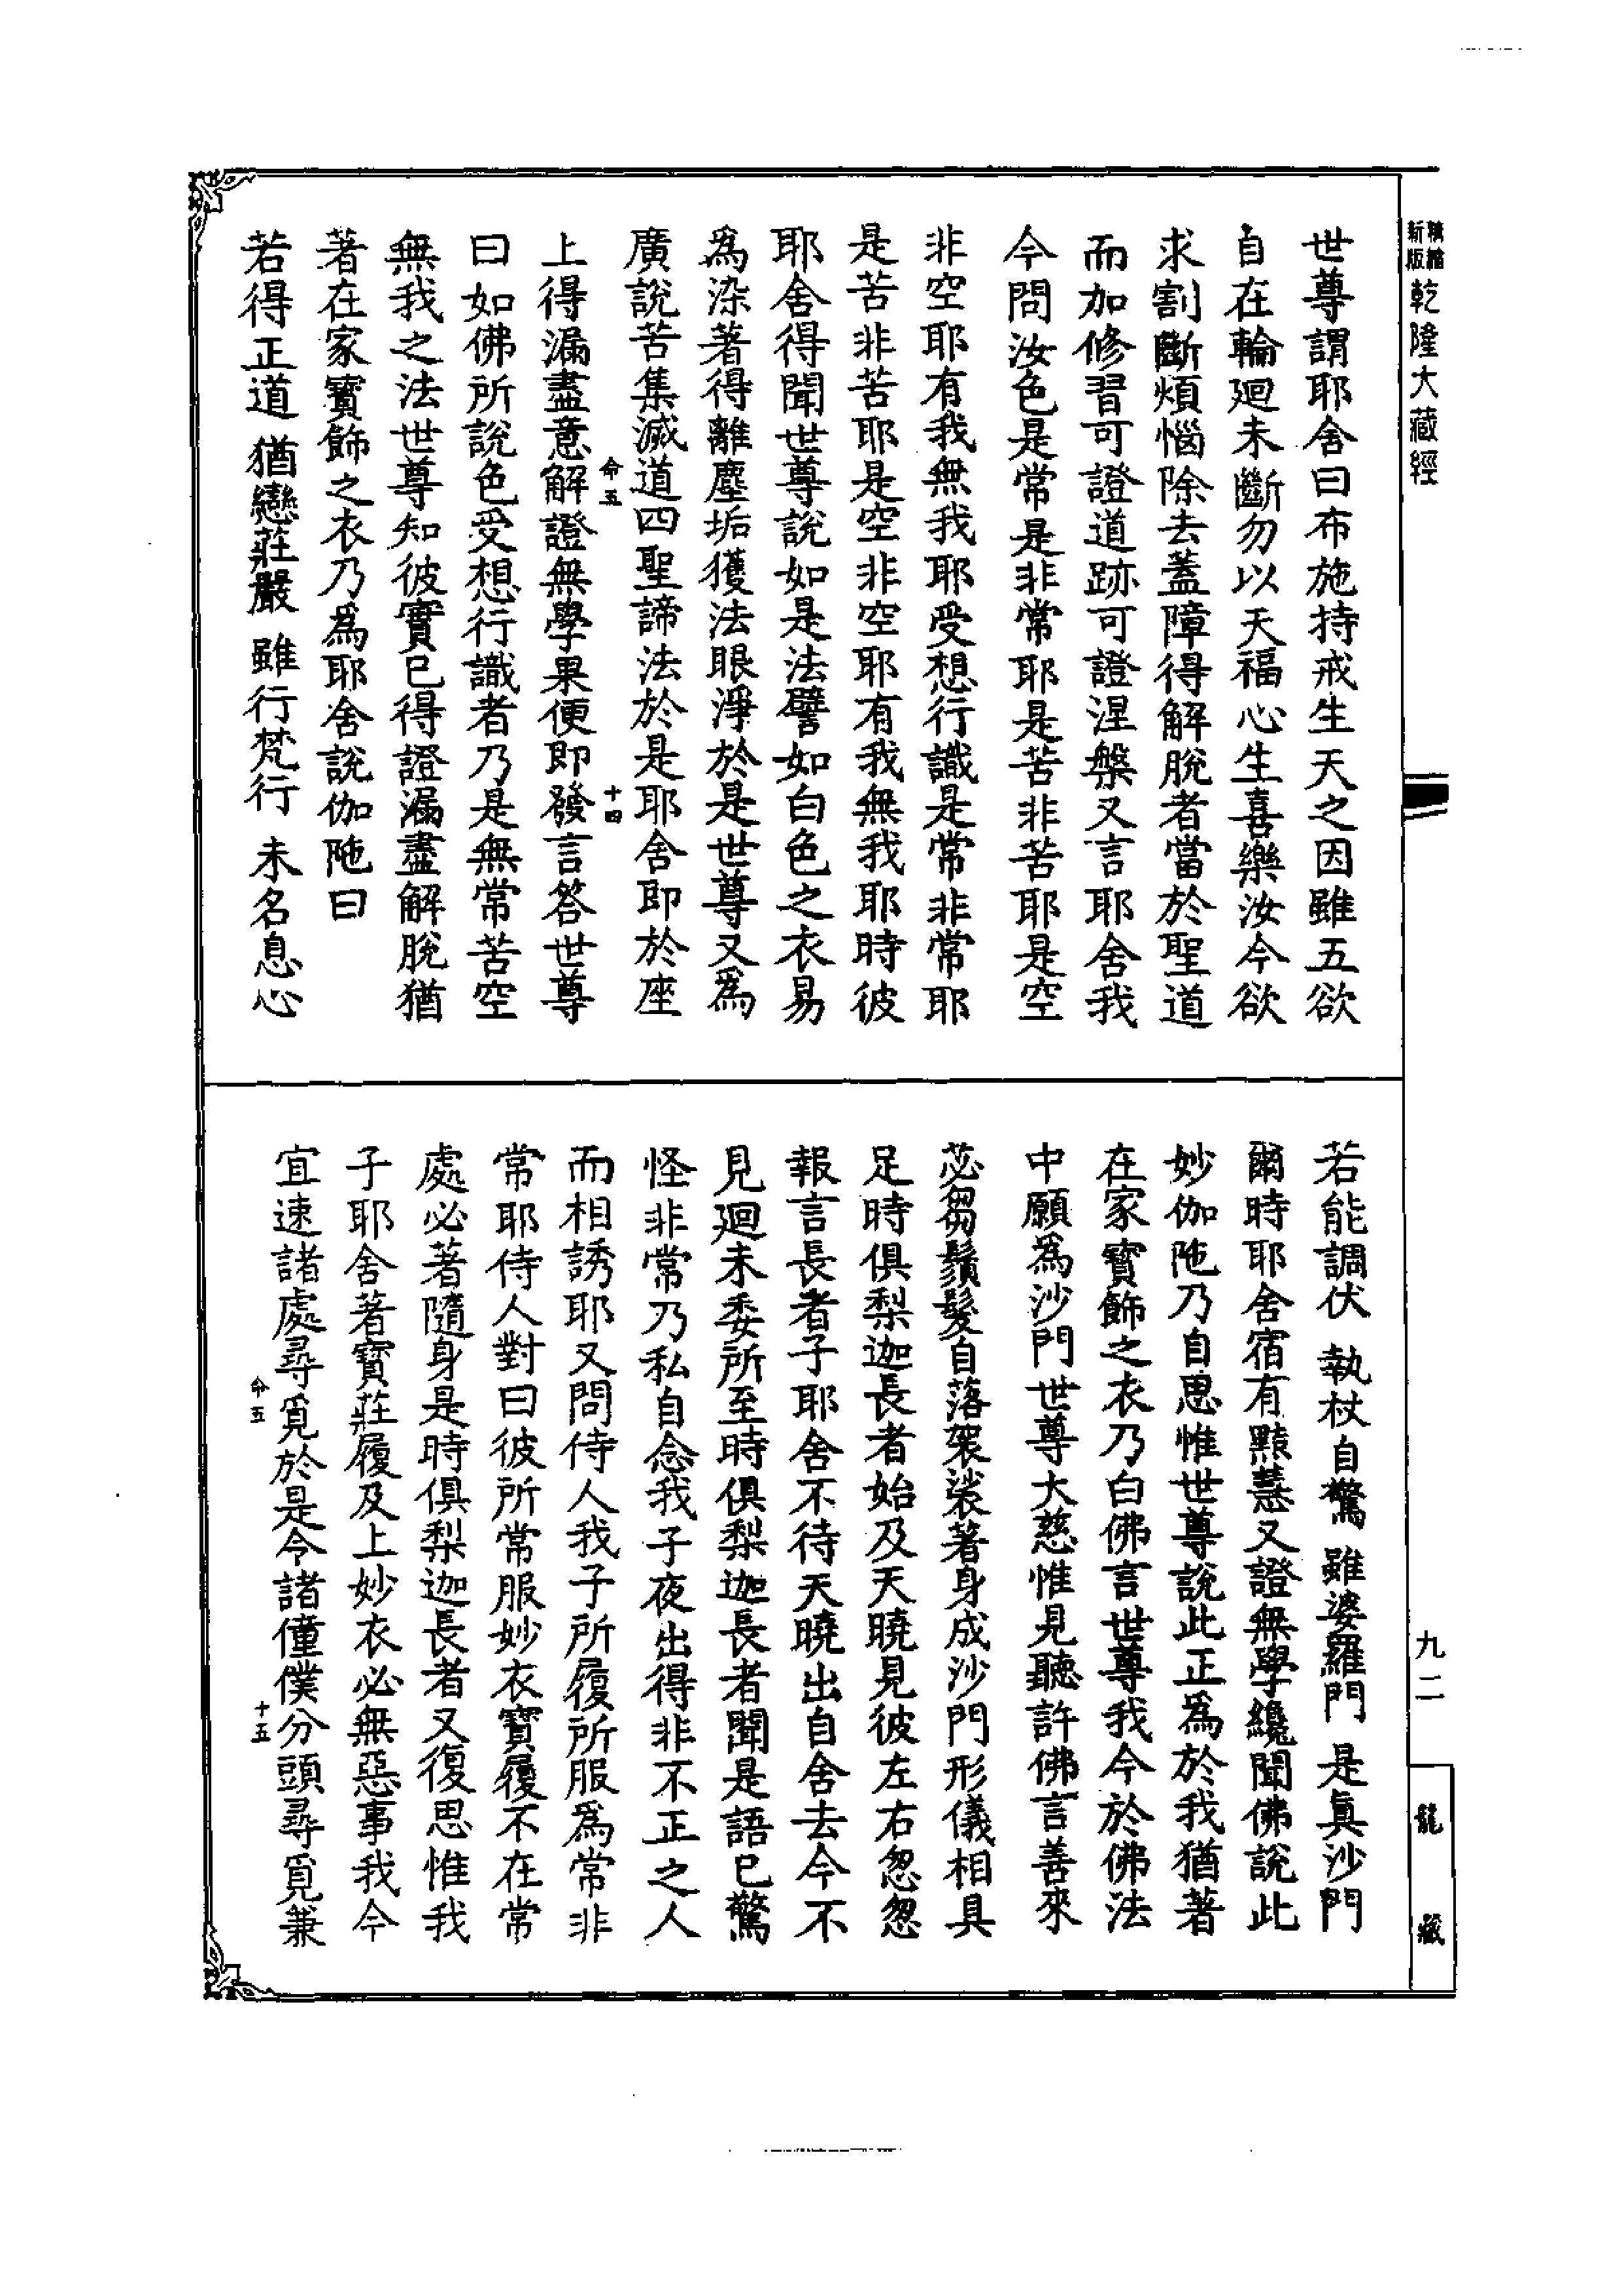 新版精縮乾隆大藏經
世尊謂耶舍曰布施持戒生天之因雖五欲
自在輪迴未斷勿以天福心生喜樂汝今欲
求割斷煩惱除去蓋障得解脫者當於聖道
而加修習可證道跡可證涅槃又言耶舍我
今問汝色是常是非常耶是苦非苦耶是空
非空耶有我無我耶受想行識是常非常耶
是苦非苦耶是空非空耶有我無我耶時彼
耶舍得聞世尊說如是法譬如白色之衣易
為染著得離塵垢獲法眼淨於是世尊又為
廣說苦集滅道四聖諦法於是耶舍即於座
命五
十四
上得漏盡意解證無學果便即發言答世尊
曰如佛所說色受想行識者乃是無常苦空
無我之法世尊知彼實已得證漏盡解脫猶
著在家寶飾之衣乃為耶舍說伽陁曰
若得正道 猶戀莊嚴 雖行梵行 未名息心
若能調伏 執杖自驚 雖婆羅門 是眞沙門
爾時耶舍宿有黠慧又證無學纔聞佛說此
妙伽陁乃自思惟世尊說此正為於我猶著
在家寶飾之衣乃白佛言世尊我今於佛法
中願為沙門世尊大慈惟見聽許佛言善來
苾芻鬚髮自落袈裟著身成沙門形儀相具
足時俱梨迦長者始及天曉見彼左右怱怱
報言長者子耶舍不待天曉出自舍去今不
見迴未委所至時俱梨迦長者聞是語已驚
怪非常乃私自念我子夜出得非不正之人
而相誘耶又問侍人我子所履所服為常非
常耶侍人對曰彼所常服妙衣寶履不在常
處必著隨身是時俱梨迦長者又復思惟我
子耶舍著寶莊履及上妙衣必無惡事我今
宜速諸處尋覓於是令諸僮僕分頭尋覓兼
命五
十五
九二
龍藏